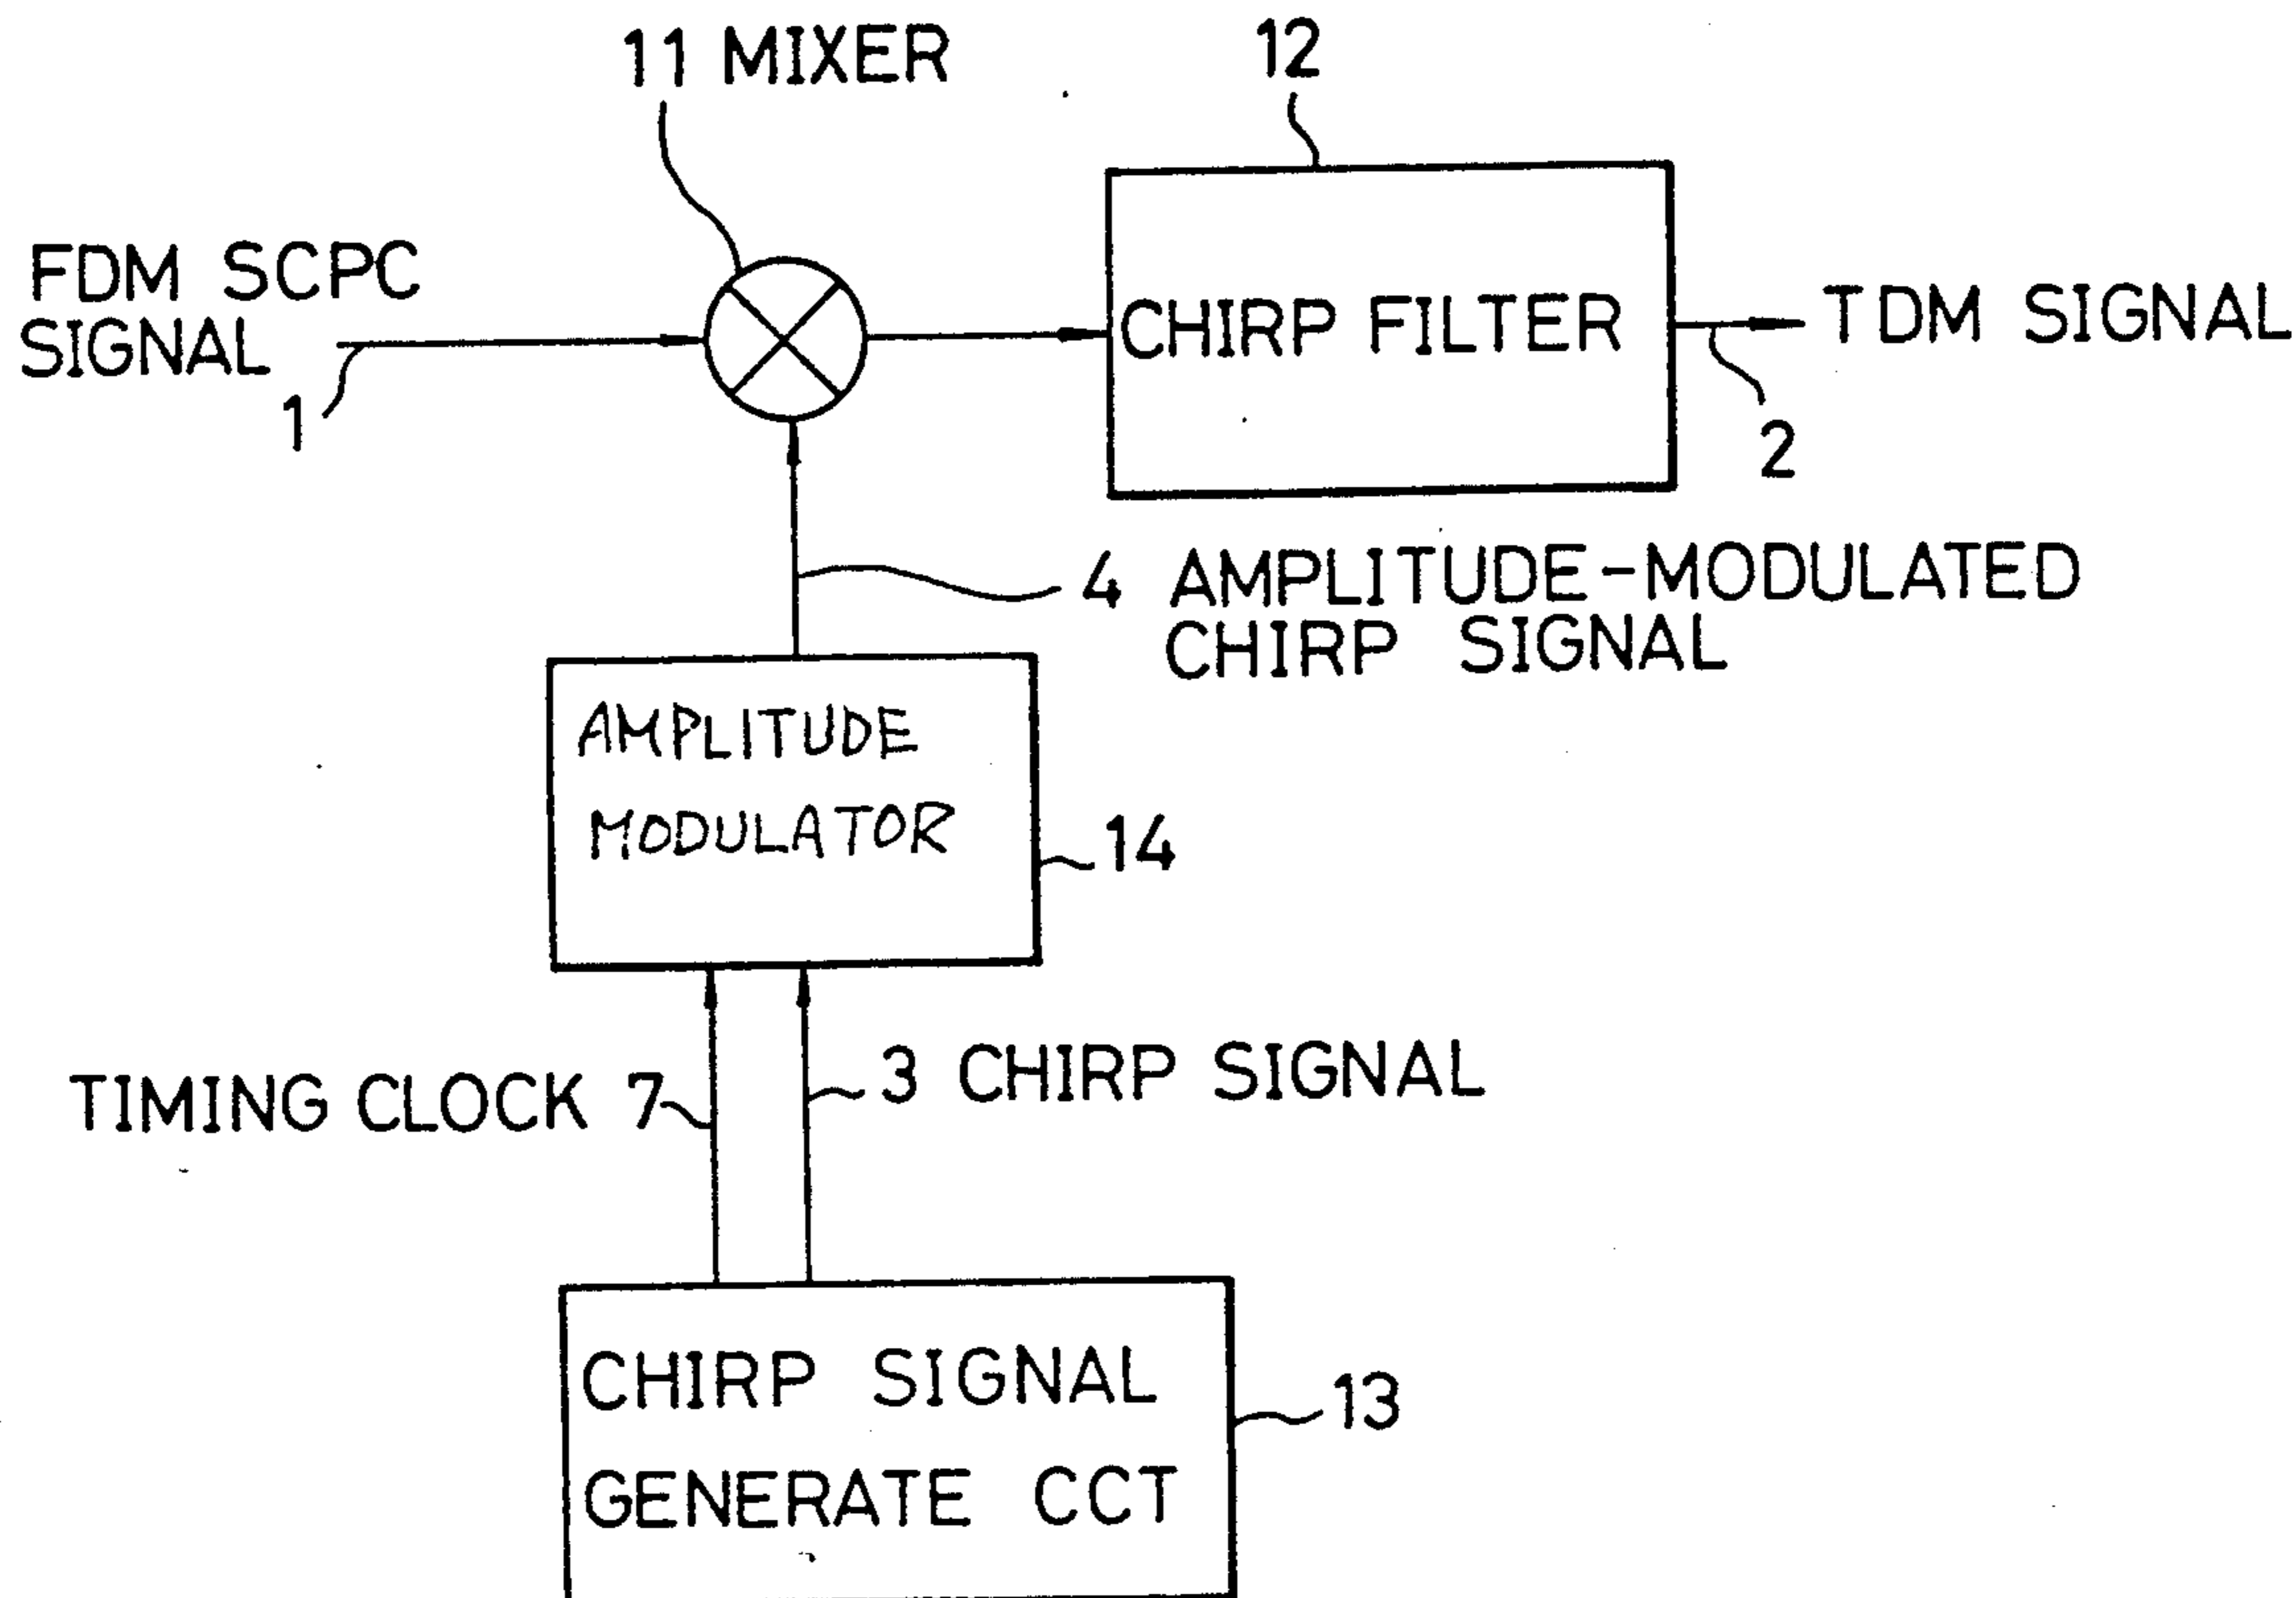 11 MIXER
12
FDM SCPC
SIGNAL
1
CHIRP FILTER
TDM SIGNAL
2
4 AMPLITUDE-MODULATED
CHIRP SIGNAL
AMPLITUDE
MODULATOR
14
TIMING CLOCK 7
3 CHIRP SIGNAL
CHIRP SIGNAL
GENERATE CCT
13